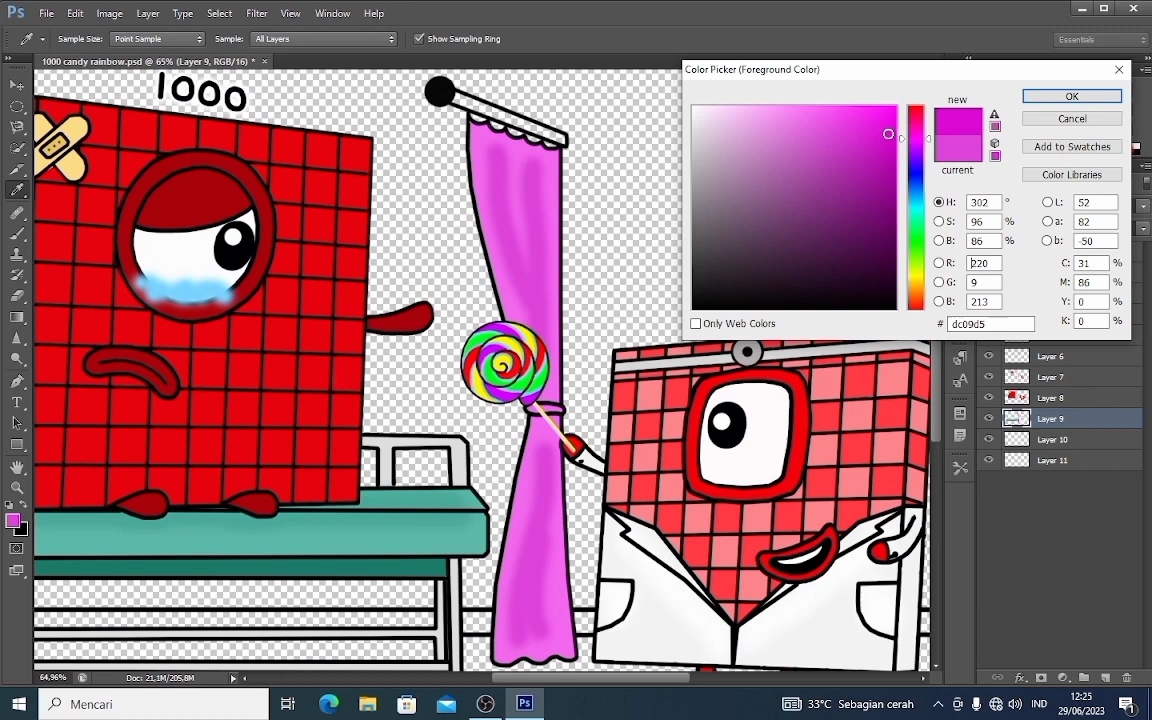 Ps File Edit Image Layer Type Select Filter View Window Help
Sample Size: Point Sample Sample: All Layers Show Sampling Ring Essentials
1000 candy rainbow.psd @ 65% (Layer 9, RGB/16) *
1000
Color Picker (Foreground Color)
new
current
OK
Cancel
Add to Swatches
Color Libraries
H: 302 °
S: 96 %
B: 86 %
R: 220
G: 9
B: 213
L: 52
a: 82
b: -50
C: 31 %
M: 86 %
Y: 0 %
K: 0 %
Only Web Colors
# dc09d5
Layer 6
Layer 7
Layer 8
Layer 9
Layer 10
Layer 11
64,96% Doc: 21,1M/205,8M
Mencari
Ps
33°C Sebagian cerah
IND
12:25
29/06/2023
1